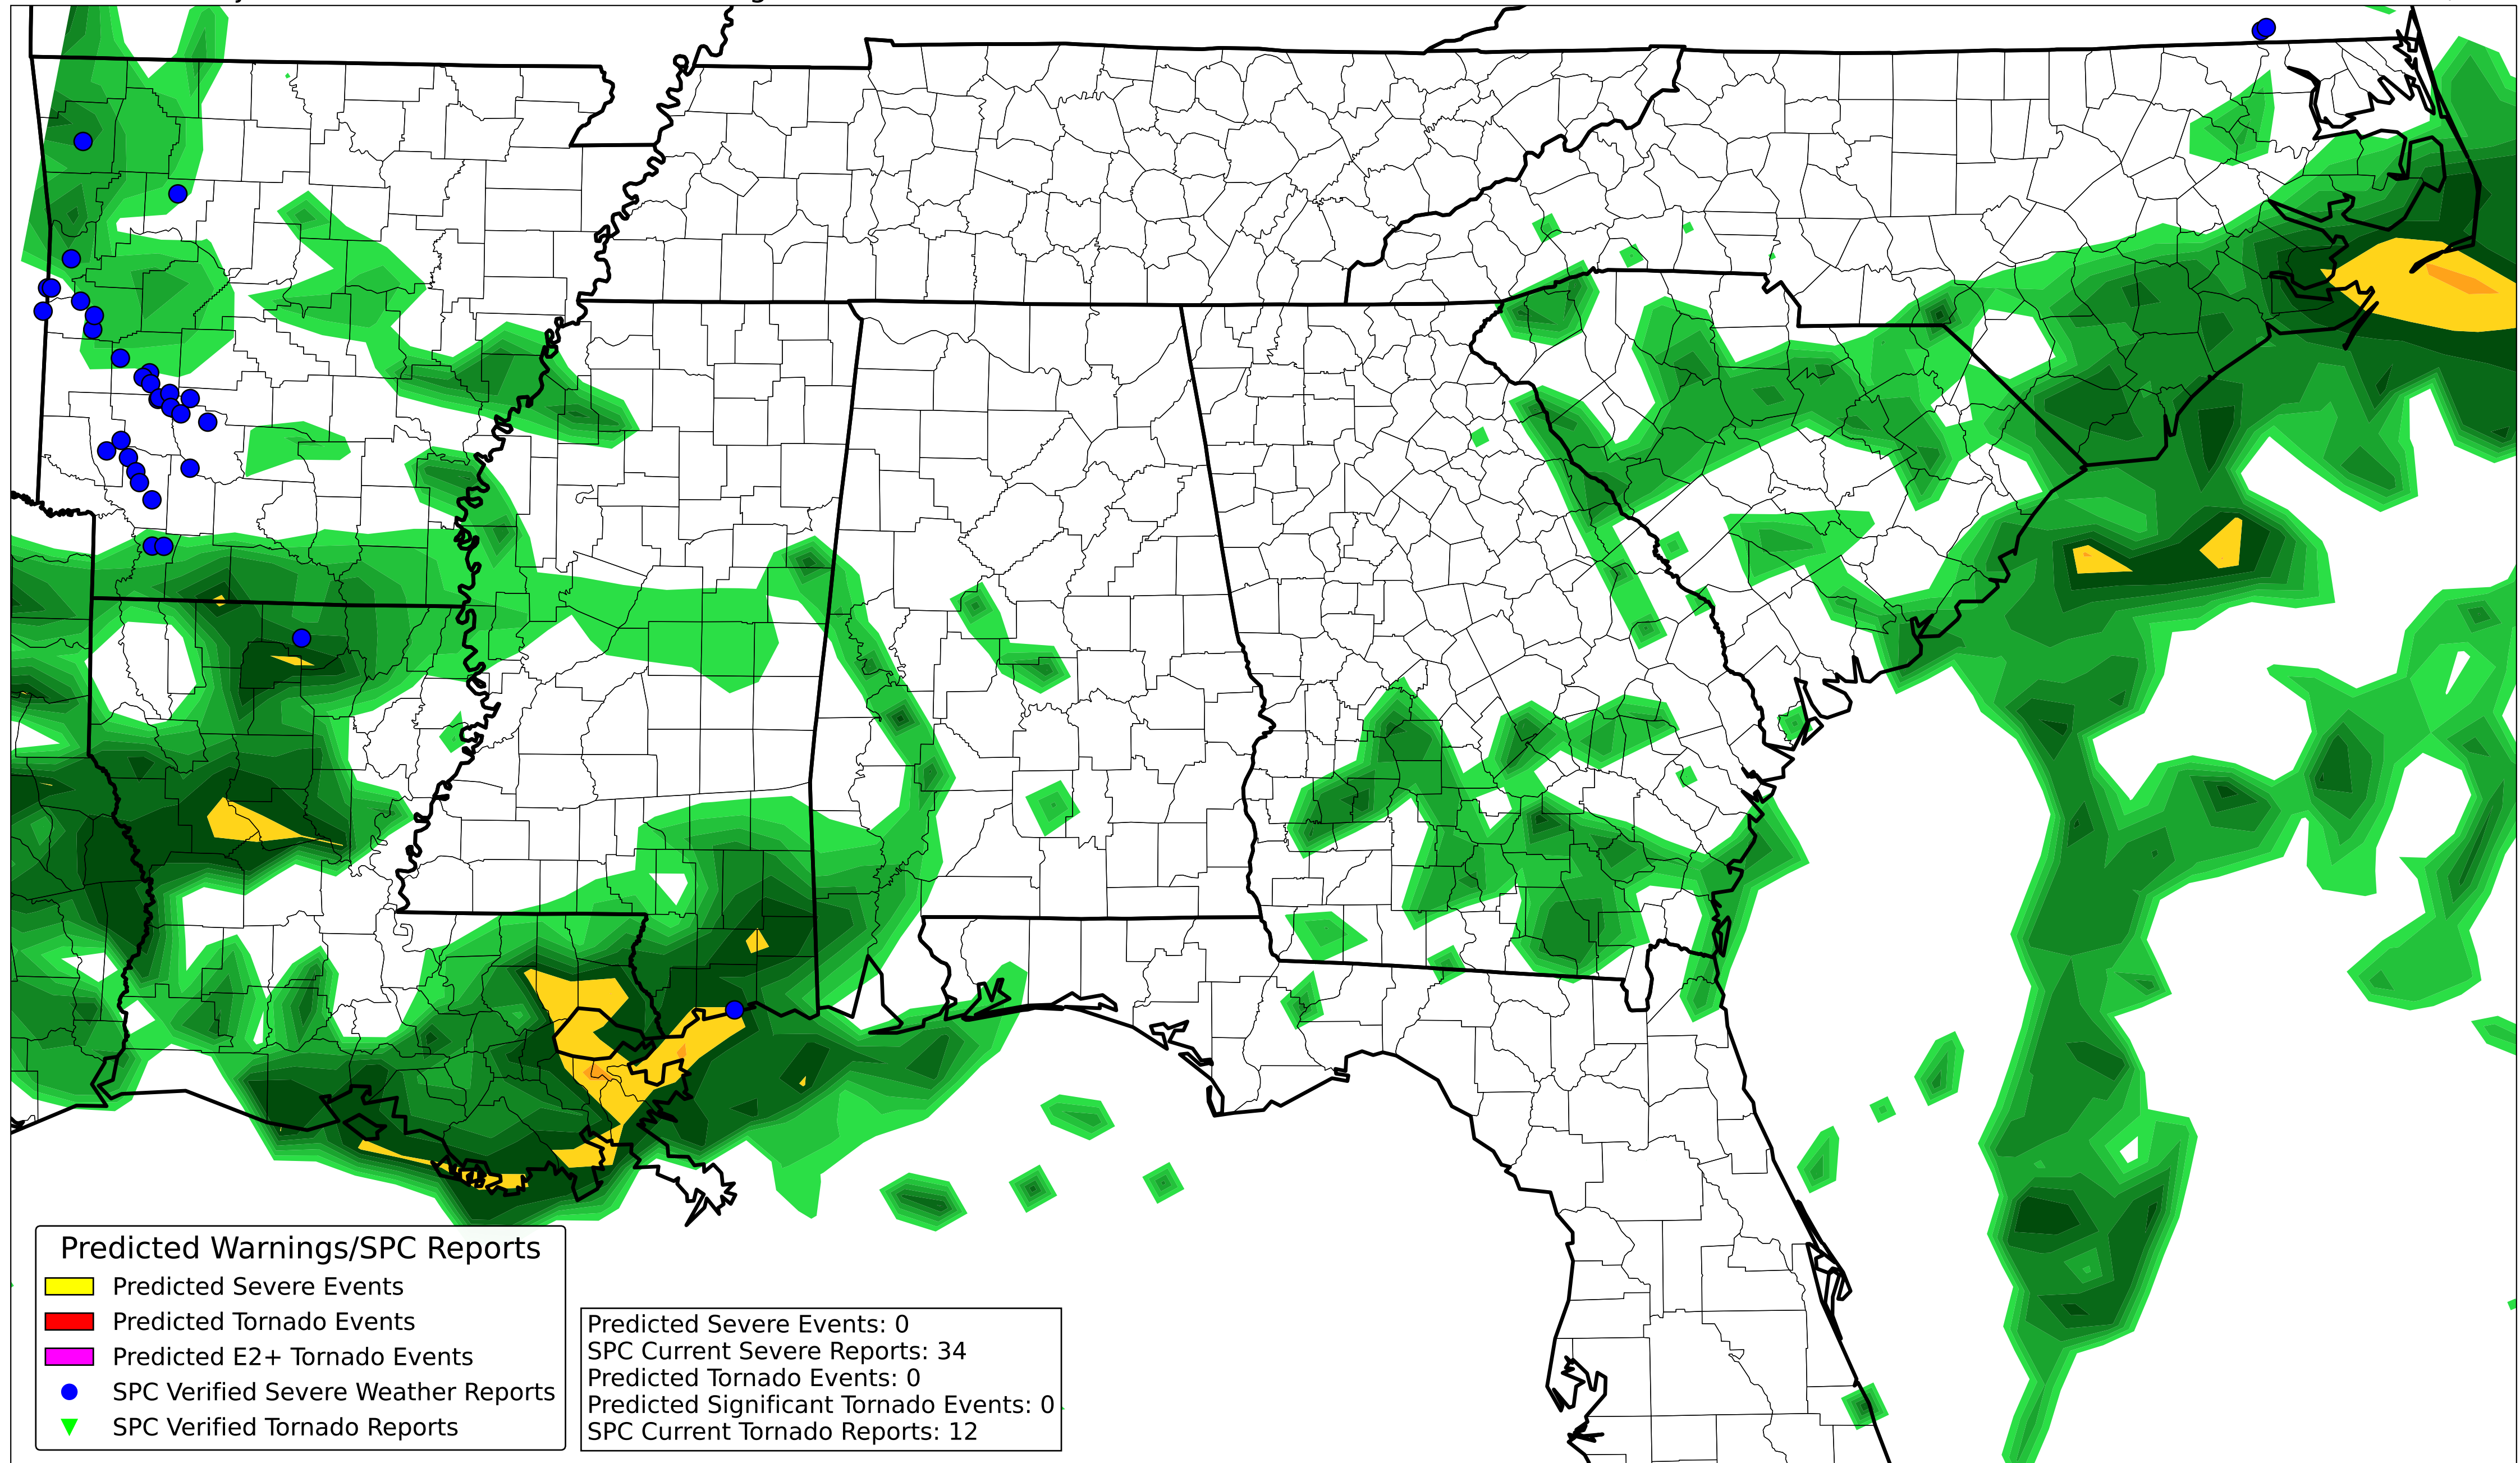 Predicted Warnings/SPC Reports
Predicted Severe Events
Predicted Tornado Events
Predicted E2+ Tornado Events
SPC Verified Severe Weather Reports
SPC Verified Tornado Reports
Predicted Severe Events: 0
SPC Current Severe Reports: 34
Predicted Tornado Events: 0
Predicted Significant Tornado Events: 0
SPC Current Tornado Reports: 12